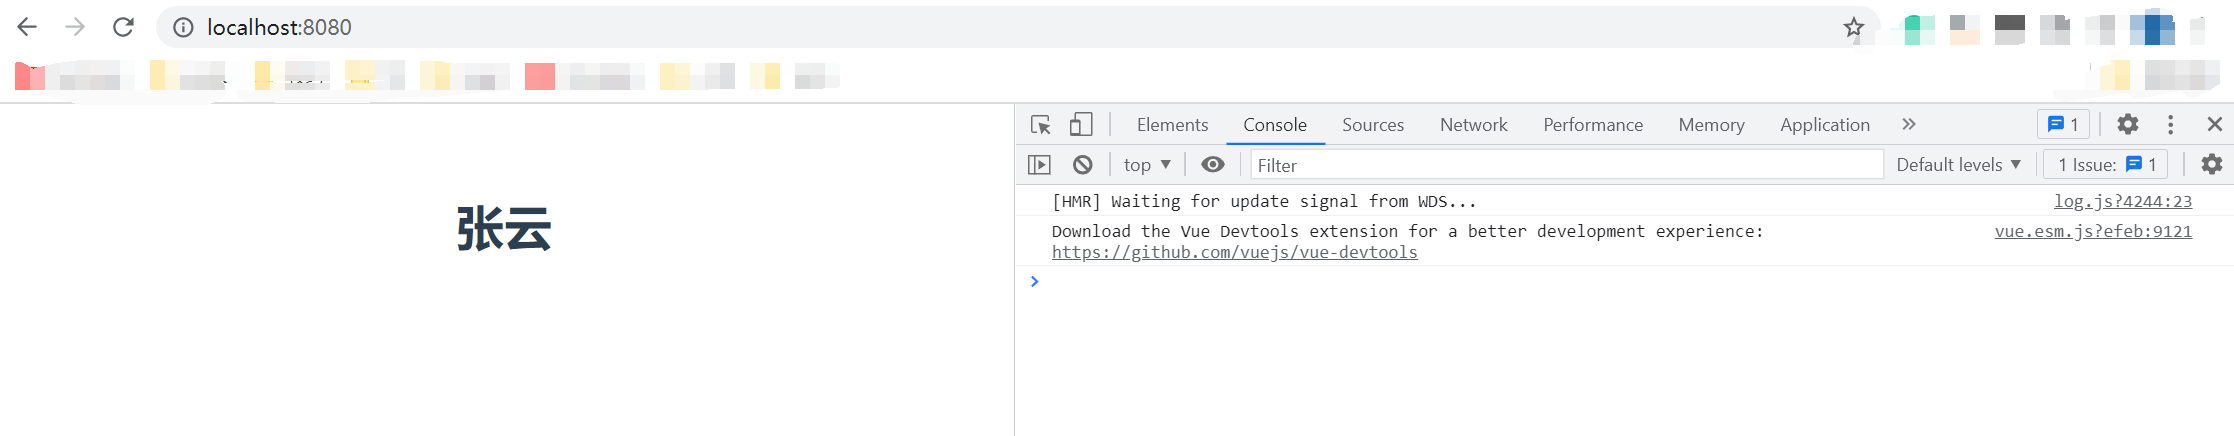 localhost:8080
张云
Elements Console Sources Network Performance Memory Application 1
top Filter Default levels 1 Issue: 1
[HMR] Waiting for update signal from WDS... log.js?4244:23
Download the Vue Devtools extension for a better development experience: vue.esm.js?efeb:9121
https://github.com/vuejs/vue-devtools